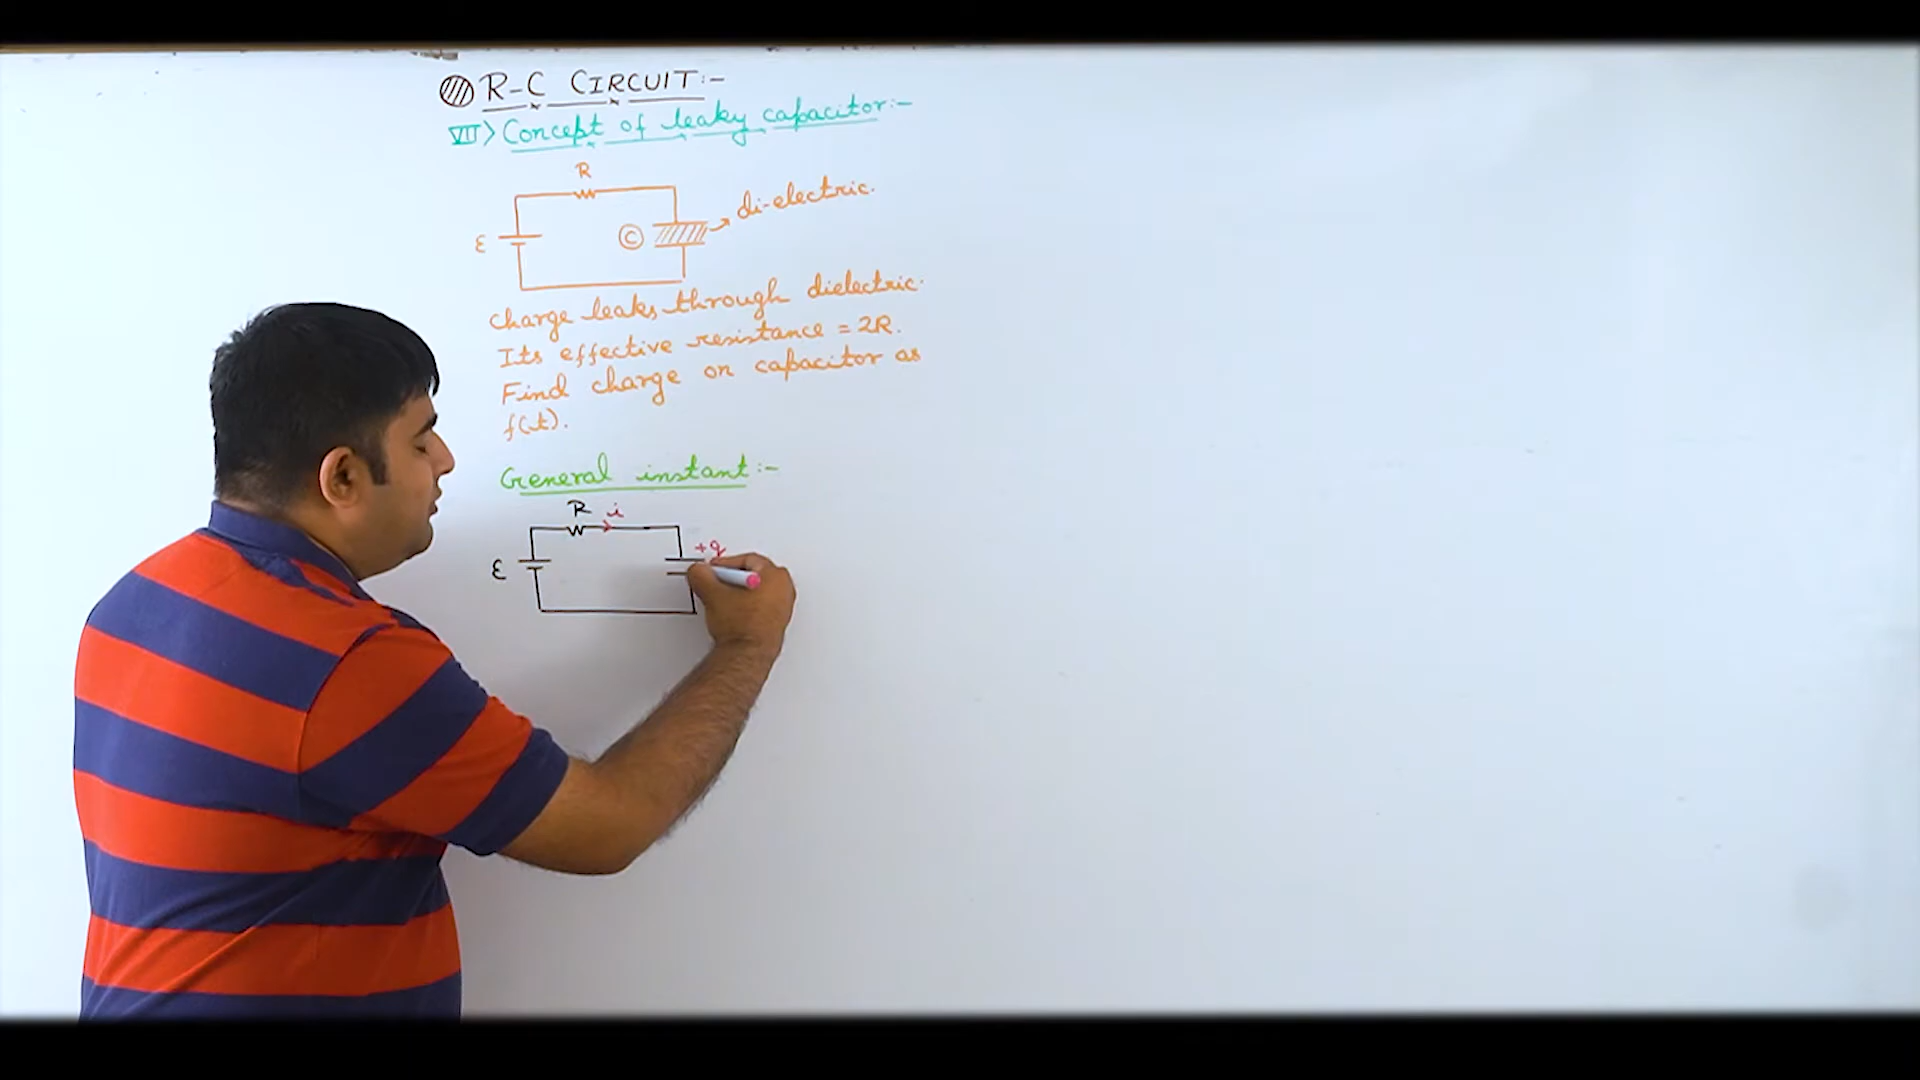 R-C CIRCUIT:-
VII> Concept of leaky capacitor:-
R
di-electric.
ε
C
charge leaks through dielectric.
Its effective resistance = 2R.
Find charge on capacitor as
f(t).
General instant:-
R i
+q
ε